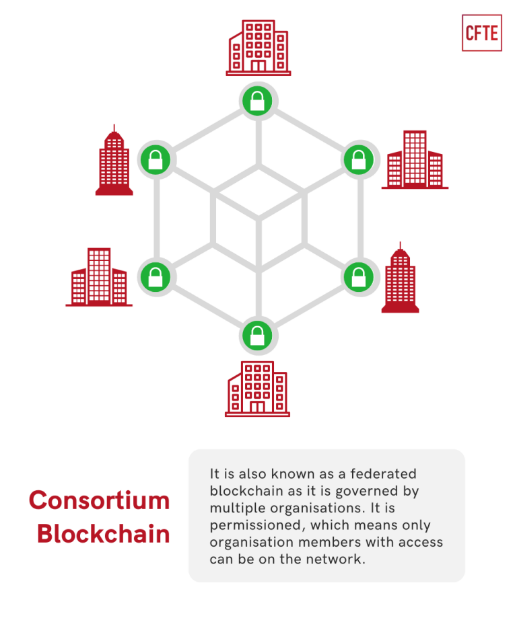 CFTE
Consortium
Blockchain
It is also known as a federated
blockchain as it is governed by
multiple organisations. It is
permissioned, which means only
organisation members with access
can be on the network.